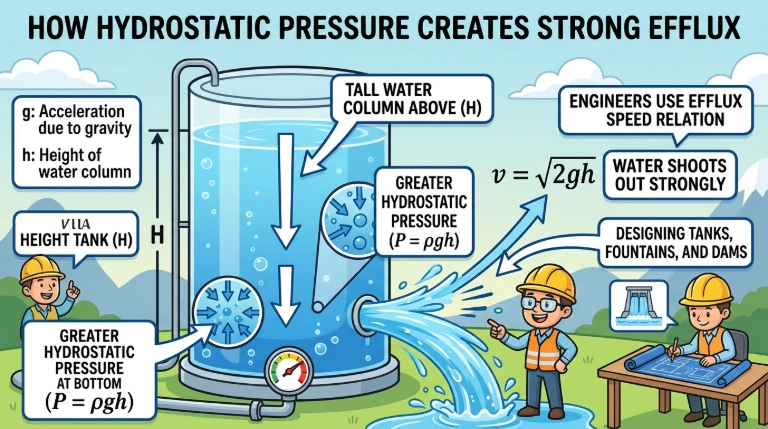 HOW HYDROSTATIC PRESSURE CREATES STRONG EFFLUX
g: Acceleration
due to gravity
h: Height of
water column
TALL WATER
COLUMN ABOVE (H)
ENGINEERS USE EFFLUX
SPEED RELATION
v = √2gh
WATER SHOOTS
OUT STRONGLY
GREATER
HYDROSTATIC
PRESSURE
(P = ρgh)
HEIGHT TANK (H)
H
DESIGNING TANKS,
FOUNTAINS, AND DAMS
GREATER
HYDROSTATIC
PRESSURE
AT BOTTOM
(P = ρgh)